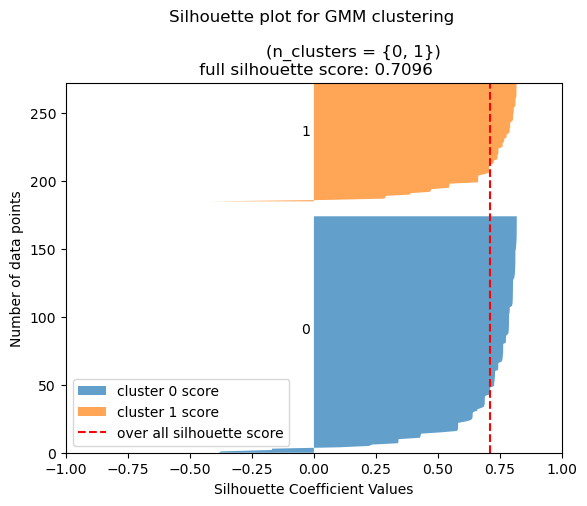 Silhouette plot for GMM clustering
(n_clusters = {0, 1})
full silhouette score: 0.7096
Number of data points
250
200
150
100
50
0
1
0
cluster 0 score
cluster 1 score
over all silhouette score
−1.00
−0.75
−0.50
−0.25
0.00
0.25
0.50
0.75
1.00
Silhouette Coefficient Values